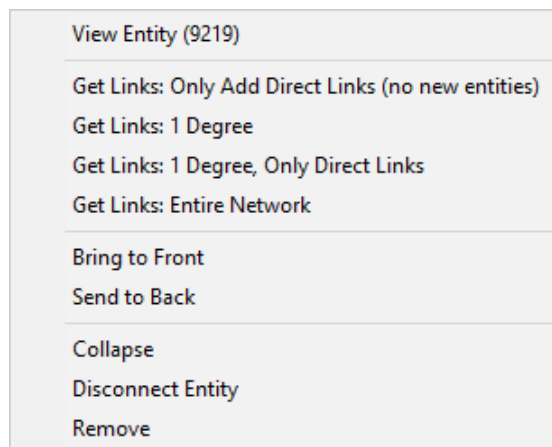 View Entity (9219)
Get Links: Only Add Direct Links (no new entities)
Get Links: 1 Degree
Get Links: 1 Degree, Only Direct Links
Get Links: Entire Network
Bring to Front
Send to Back
Collapse
Disconnect Entity
Remove